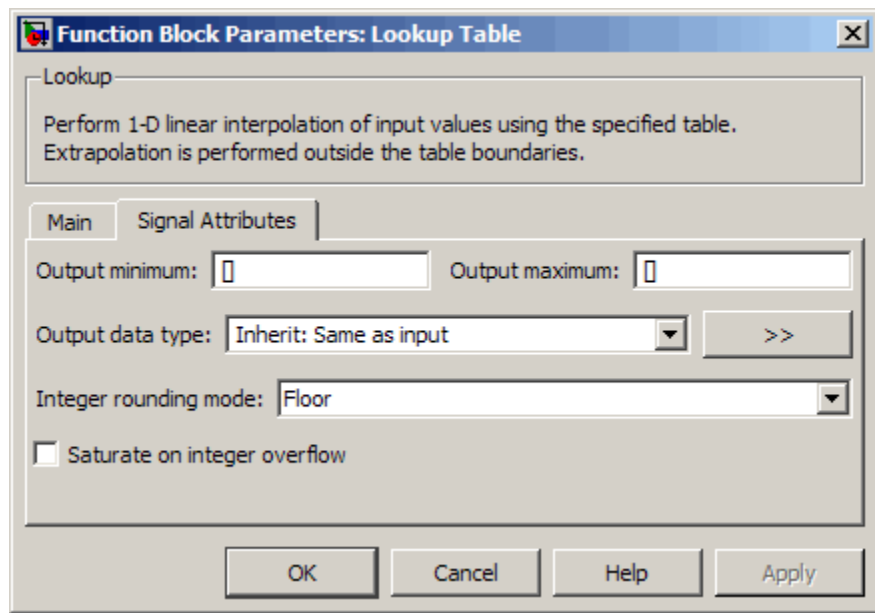 Function Block Parameters: Lookup Table
Lookup
Perform 1-D linear interpolation of input values using the specified table.
Extrapolation is performed outside the table boundaries.
Main Signal Attributes
Output minimum: [] Output maximum: []
Output data type: Inherit: Same as input >>
Integer rounding mode: Floor
Saturate on integer overflow
OK Cancel Help Apply